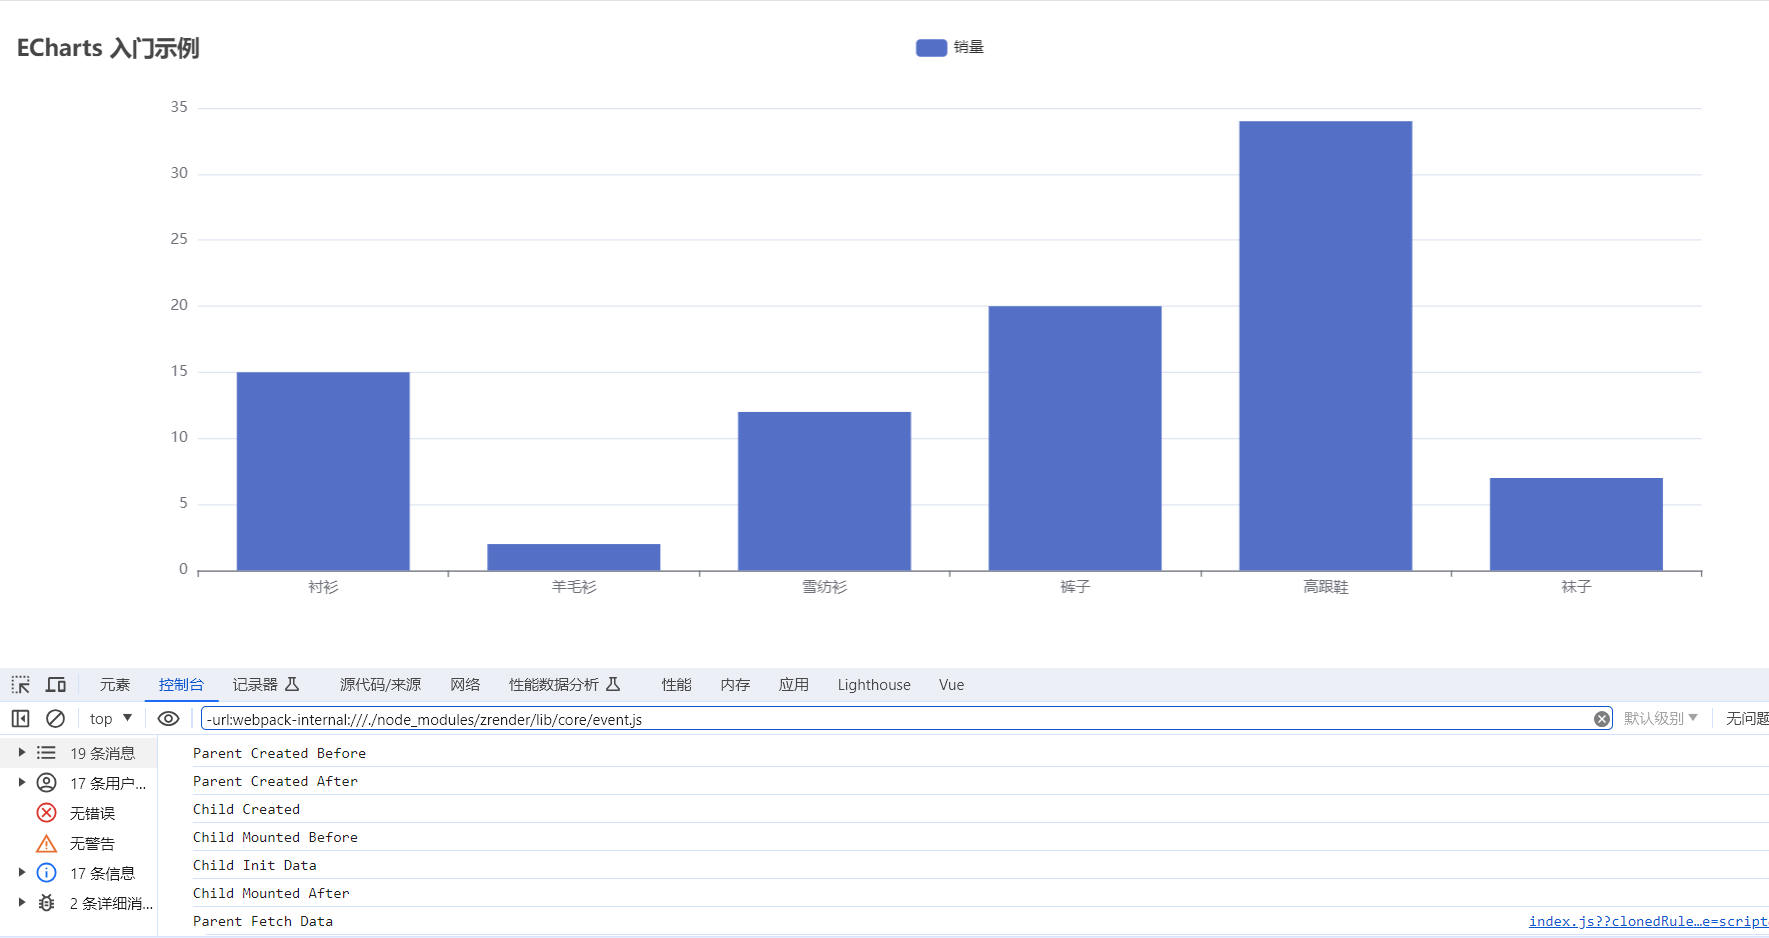 ECharts 入门示例
销量
35
30
25
20
15
10
5
0
衬衫 羊毛衫 雪纺衫 裤子 高跟鞋 袜子
元素 控制台 记录器 源代码/来源 网络 性能数据分析 性能 内存 应用 Lighthouse Vue
top -url:webpack-internal:///./node_modules/zrender/lib/core/event.js 默认级别 无问题
19 条消息
17 条用户...
无错误
无警告
17 条信息
2 条详细消...
Parent Created Before
Parent Created After
Child Created
Child Mounted Before
Child Init Data
Child Mounted After
Parent Fetch Data index.js??clonedRule…e=script